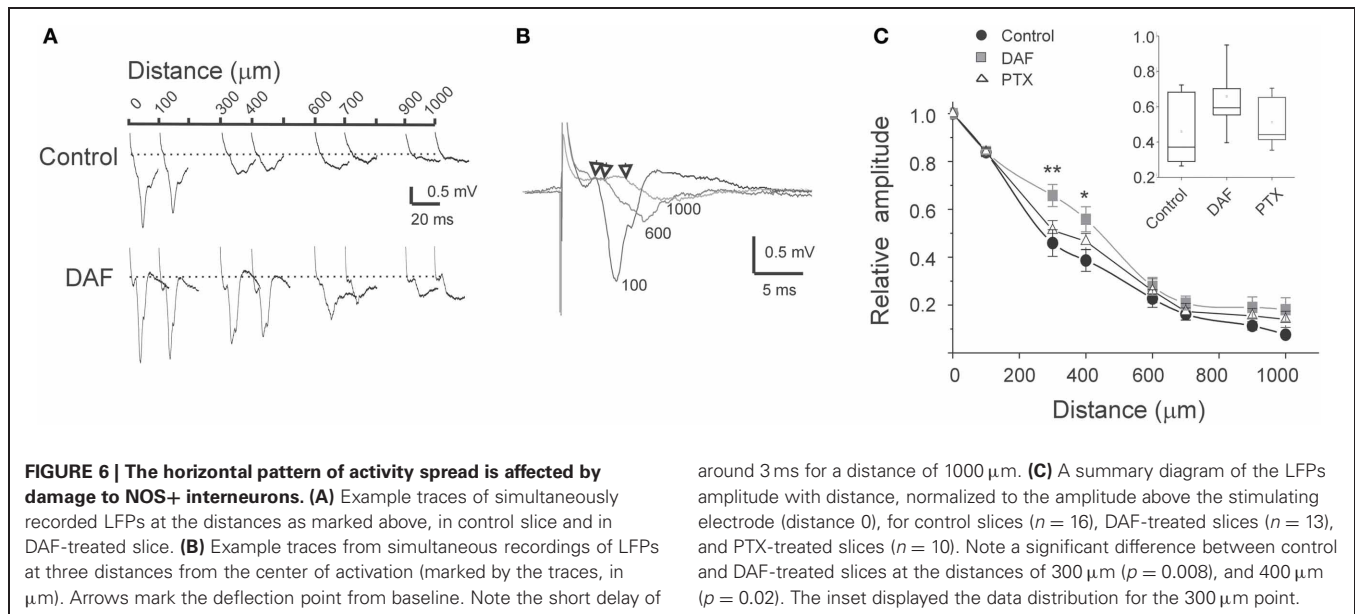 A
Distance (μm)
0 100 300 400 600 700 900 1000
Control
0.5 mV
20 ms
DAF
B
1000
600
100
0.5 mV
5 ms
C
Control
DAF
PTX
1.0
0.8
0.6
0.4
0.2
Control DAF PTX
Relative amplitude
1.0
0.8
0.6
0.4
0.2
**
*
0 200 400 600 800 1000
Distance (μm)
FIGURE 6 | The horizontal pattern of activity spread is affected by
damage to NOS+ interneurons. (A) Example traces of simultaneously
recorded LFPs at the distances as marked above, in control slice and in
DAF-treated slice. (B) Example traces from simultaneous recordings of LFPs
at three distances from the center of activation (marked by the traces, in
μm). Arrows mark the deflection point from baseline. Note the short delay of
around 3 ms for a distance of 1000 μm. (C) A summary diagram of the LFPs
amplitude with distance, normalized to the amplitude above the stimulating
electrode (distance 0), for control slices (n = 16), DAF-treated slices (n = 13),
and PTX-treated slices (n = 10). Note a significant difference between control
and DAF-treated slices at the distances of 300 μm (p = 0.008), and 400 μm
(p = 0.02). The inset displayed the data distribution for the 300 μm point.